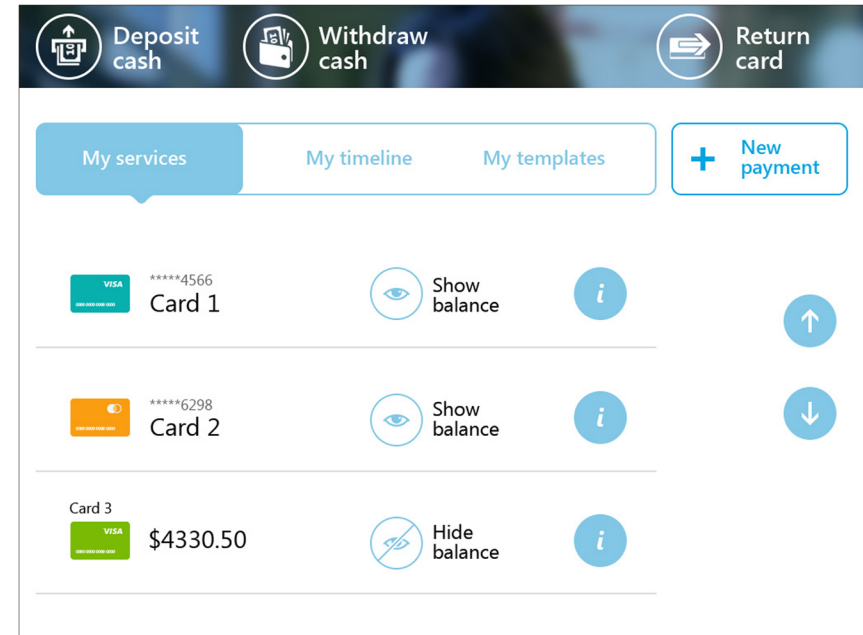 Deposit
cash
Withdraw
cash
Return
card
My services
My timeline
My templates
+ New
payment
VISA
*****4566
Card 1
Show
balance
i
*****6298
Card 2
Show
balance
i
Card 3
VISA
$4330.50
Hide
balance
i